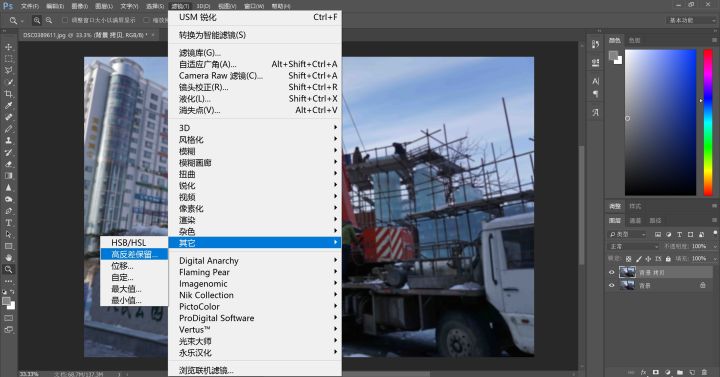 Ps 文件(F) 编辑(E) 图像(I) 图层(L) 文字(Y) 选择(S) 滤镜(T) 3D(D) 视图(V) 窗口(W) 帮助(H)
调整窗口大小以满屏显示 缩放所
基本功能
DSC0389611.jpg @ 33.3% (背景 拷贝, RGB/8) *
USM 锐化 Ctrl+F
转换为智能滤镜(S)
滤镜库(G)...
自适应广角(A)... Alt+Shift+Ctrl+A
Camera Raw 滤镜(C)... Shift+Ctrl+A
镜头校正(R)... Shift+Ctrl+R
液化(L)... Shift+Ctrl+X
消失点(V)... Alt+Ctrl+V
3D
风格化
模糊
模糊画廊
扭曲
锐化
视频
像素化
渲染
杂色
其它
HSB/HSL
高反差保留...
位移...
自定...
最大值...
最小值...
Digital Anarchy
Flaming Pear
Imagenomic
Nik Collection
PictoColor
ProDigital Software
Vertus™
光束大师
永乐汉化
浏览联机滤镜...
颜色 色板
调整 样式
图层 通道 路径
类型
正常 不透明度: 100%
锁定: 填充: 100%
背景 拷贝
背景
33.33% 文档:68.7M/137.3M